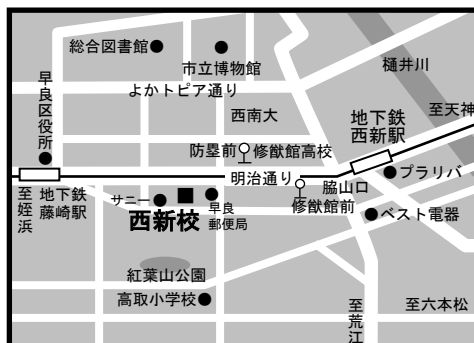 総合図書館
市立博物館
よかトピア通り
樋井川
早良区役所
西南大
地下鉄
西新駅
至天神
防塁前
修猷館高校
明治通り
脇山口
プラリバ
至姪浜
地下鉄
藤崎駅
サニー
西新校
早良
郵便局
修猷館前
ベスト電器
紅葉山公園
高取小学校
至荒江
至六本松